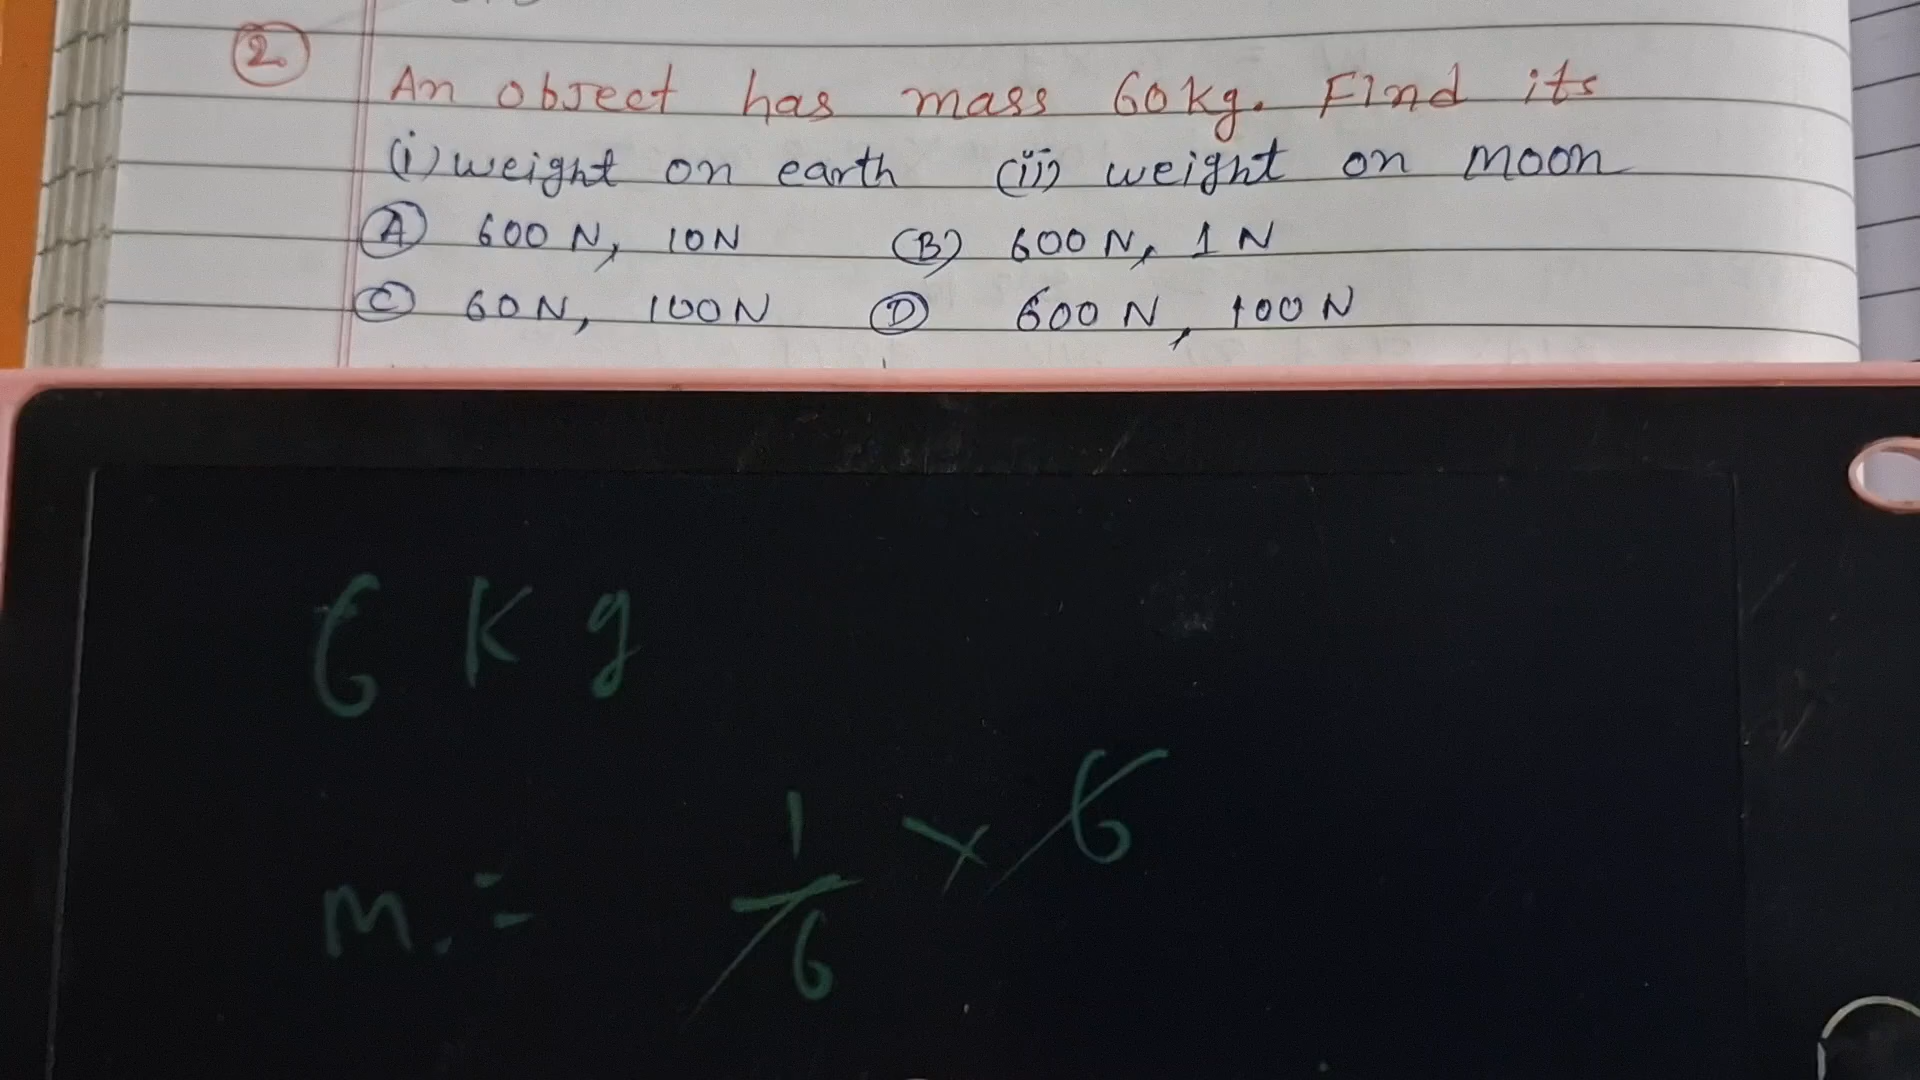 2
An object has mass 60kg. Find its
(i) weight on earth (ii) weight on moon
(A) 600 N, 10N (B) 600 N, 1 N
(C) 60N, 100N (D) 600 N, 100 N
6 Kg
m. = 1/6 × 6